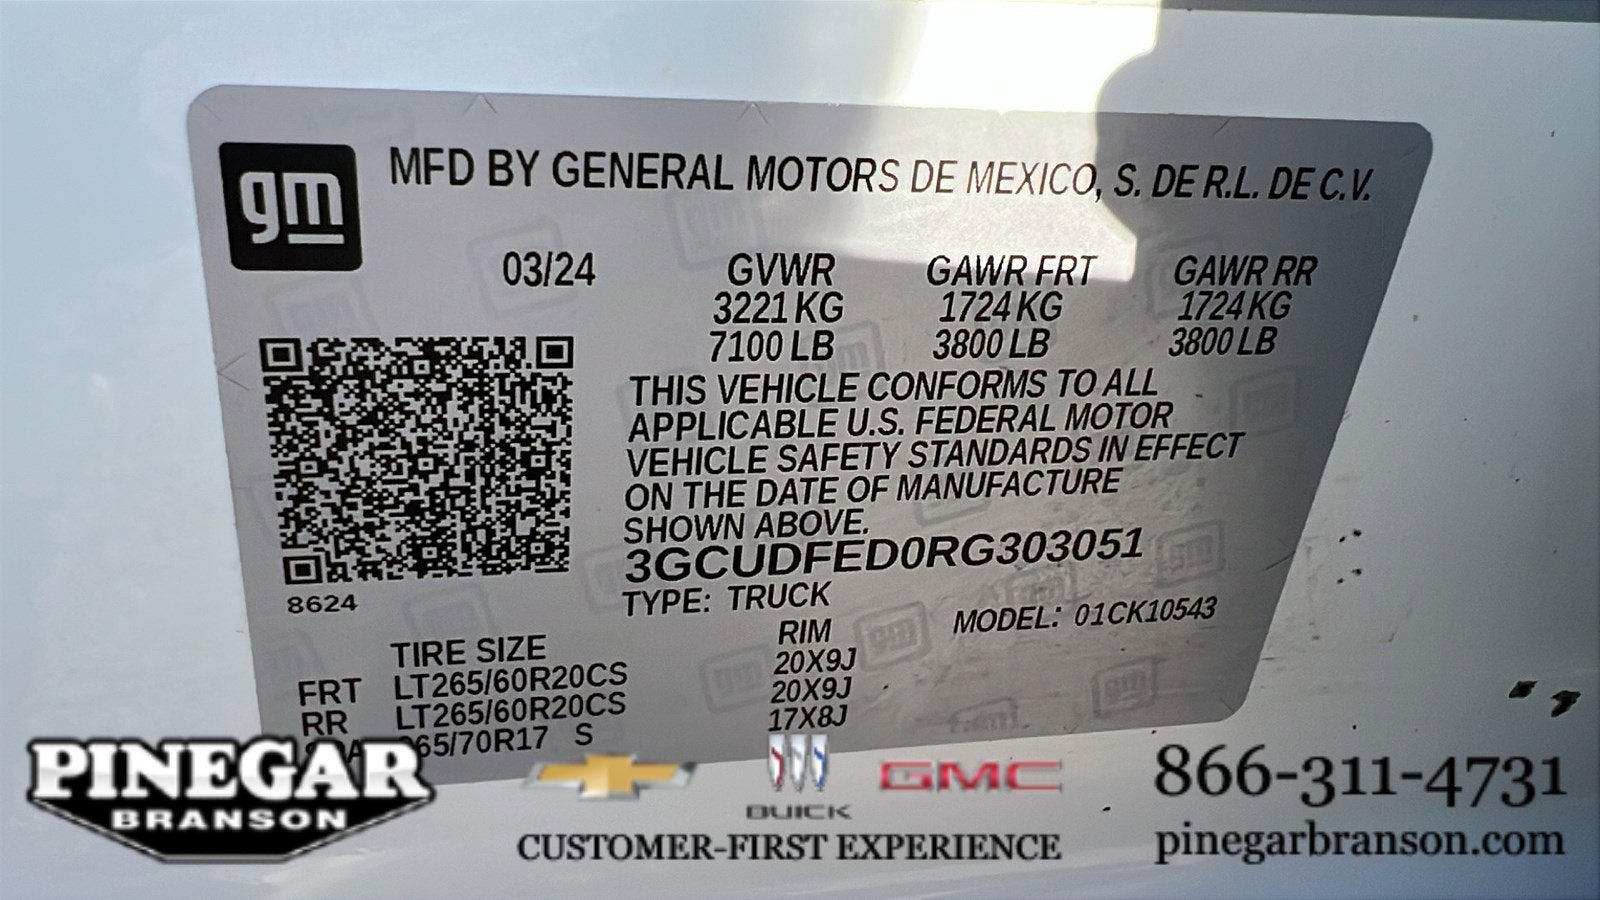 gm
MFD BY GENERAL MOTORS DE MEXICO, S. DE R.L. DE C.V.
03/24 GVWR GAWR FRT GAWR RR
3221 KG 1724 KG 1724 KG
7100 LB 3800 LB 3800 LB
THIS VEHICLE CONFORMS TO ALL
APPLICABLE U.S. FEDERAL MOTOR
VEHICLE SAFETY STANDARDS IN EFFECT
ON THE DATE OF MANUFACTURE
SHOWN ABOVE.
3GCUDFED0RG303051
8624
TYPE: TRUCK MODEL: 01CK10543
TIRE SIZE RIM
FRT LT265/60R20CS 20X9J
RR LT265/60R20CS 20X9J
65/70R17 S 17X8J
PINEGAR
BRANSON
BUICK
GMC
CUSTOMER-FIRST EXPERIENCE
866-311-4731
pinegarbranson.com